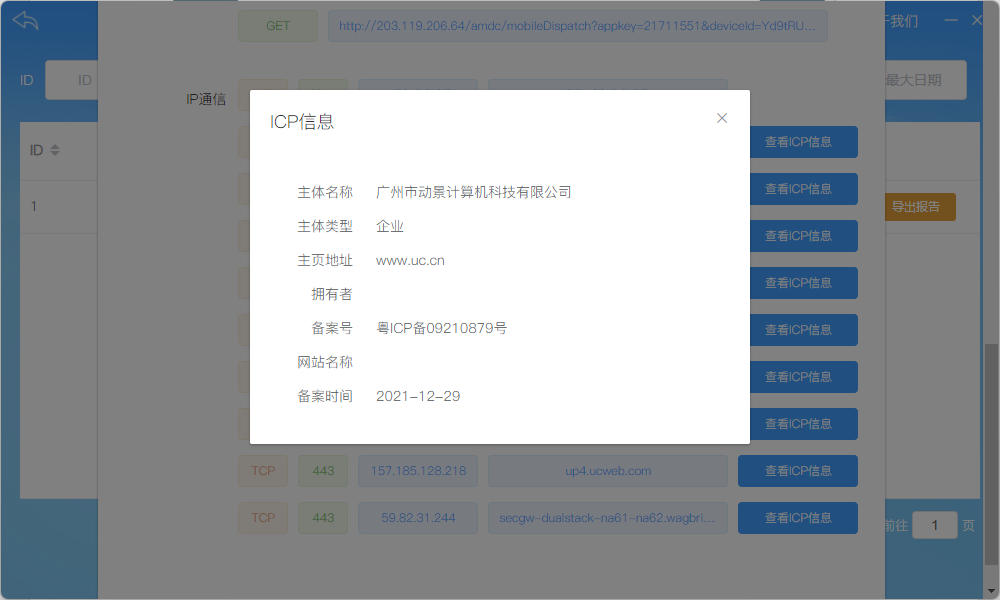 GET
http://203.119.206.64/amdc/mobileDispatch?appkey=21711551&deviceId=Yd9tRU...
于我们
ID
ID
最大日期
IP通信
ICP信息
ID
查看ICP信息
主体名称 广州市动景计算机科技有限公司
查看ICP信息
1
导出报告
主体类型 企业
查看ICP信息
主页地址 www.uc.cn
查看ICP信息
拥有者
备案号 粤ICP备09210879号
查看ICP信息
网站名称
查看ICP信息
备案时间 2021-12-29
查看ICP信息
TCP 443 157.185.128.218 up4.ucweb.com 查看ICP信息
TCP 443 59.82.31.244 secgw-dualstack-na61-na62.wagbri... 查看ICP信息
前往 1 页